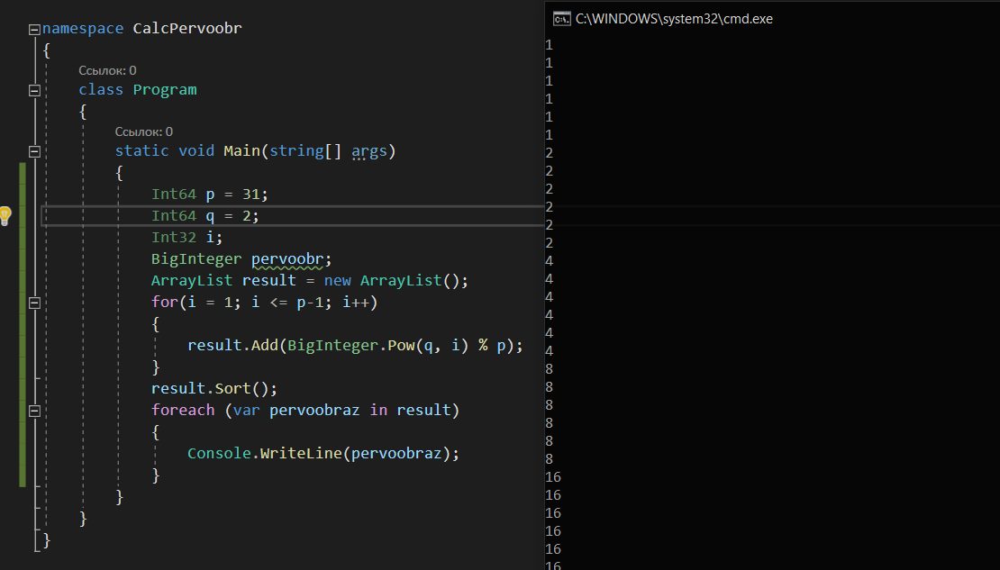 namespace CalcPervoobr
{
Ссылок: 0
class Program
{
Ссылок: 0
static void Main(string[] args)
{
Int64 p = 31;
Int64 q = 2;
Int32 i;
BigInteger pervoobr;
ArrayList result = new ArrayList();
for(i = 1; i <= p-1; i++)
{
result.Add(BigInteger.Pow(q, i) % p);
}
result.Sort();
foreach (var pervoobraz in result)
{
Console.WriteLine(pervoobraz);
}
}
}
}
C:\WINDOWS\system32\cmd.exe
1
1
1
1
1
1
2
2
2
2
2
2
4
4
4
4
4
4
8
8
8
8
8
8
16
16
16
16
16
16